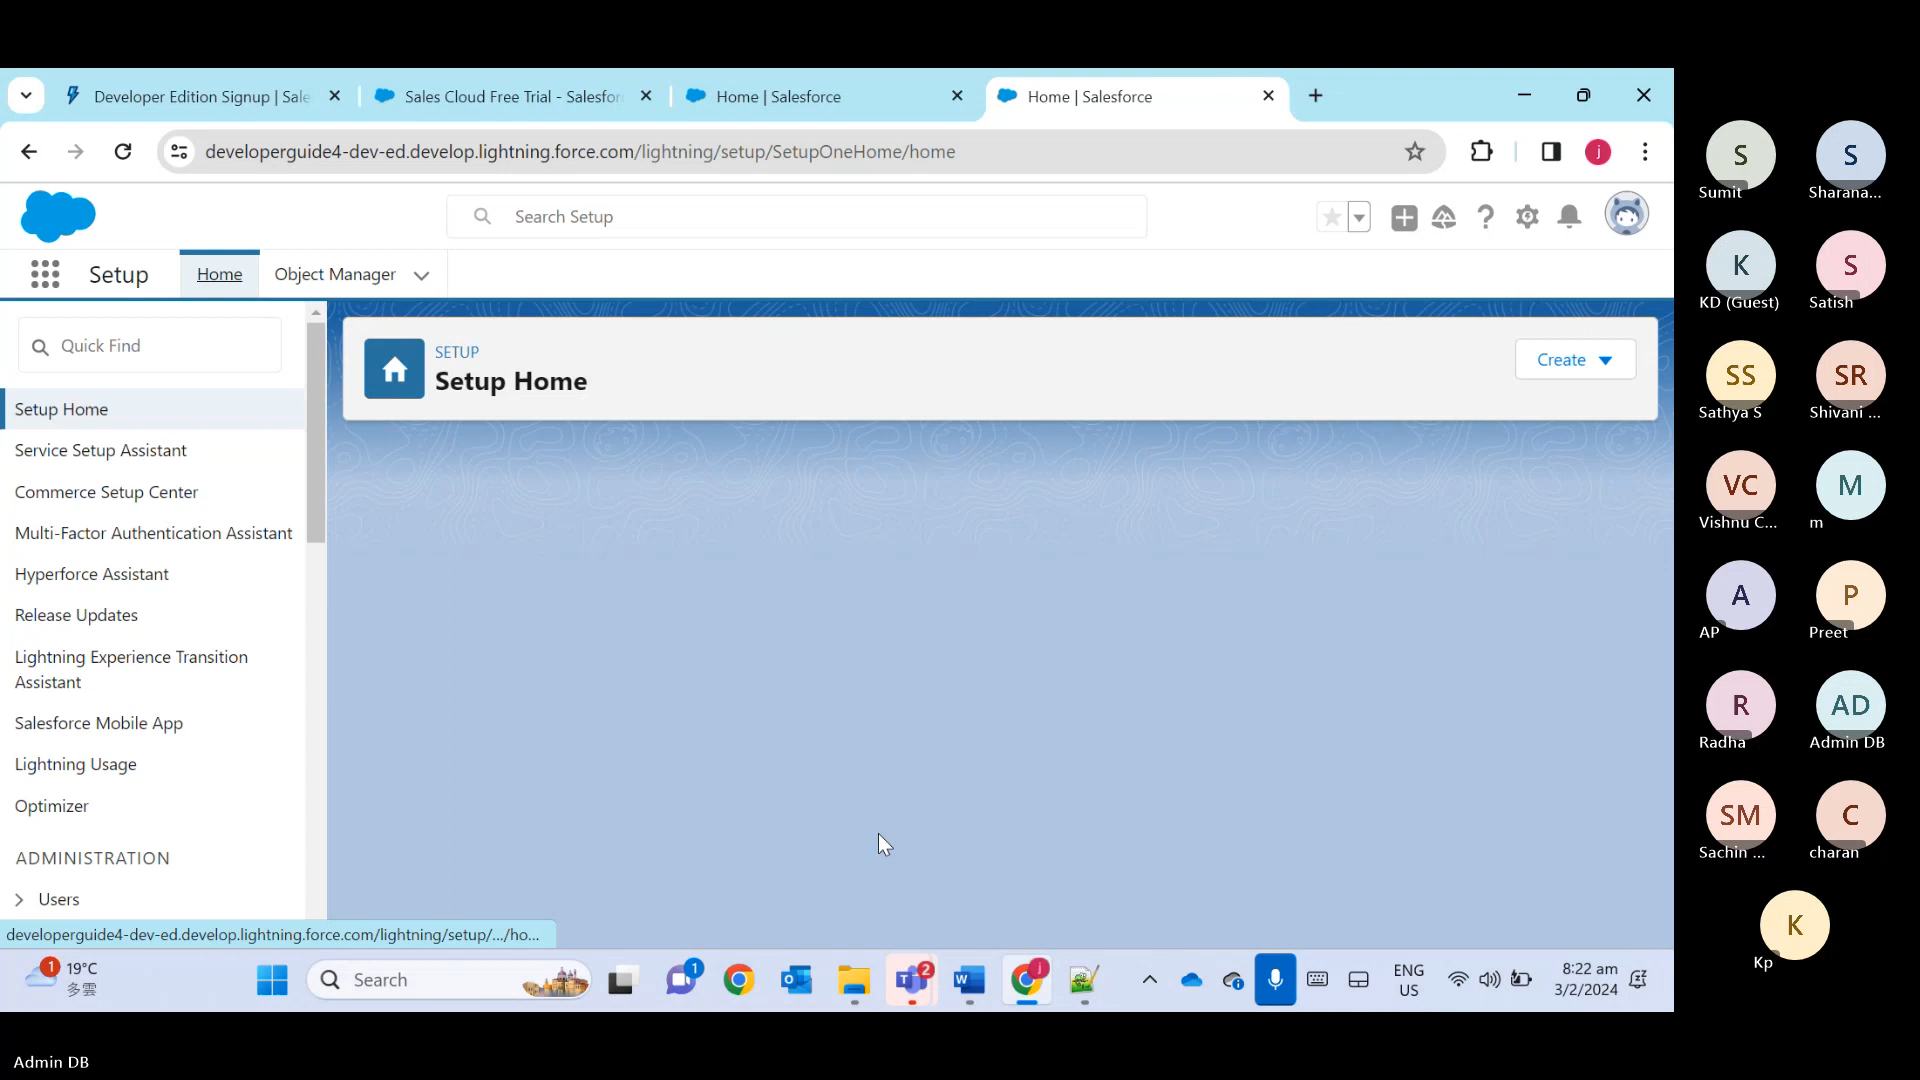 Developer Edition Signup | Sale
Sales Cloud Free Trial - Salesfor
Home | Salesforce
Home | Salesforce
developerguide4-dev-ed.develop.lightning.force.com/lightning/setup/SetupOneHome/home
j
Search Setup
Setup
Home
Object Manager
Quick Find
SETUP
Setup Home
Create
Setup Home
Service Setup Assistant
Commerce Setup Center
Multi-Factor Authentication Assistant
Hyperforce Assistant
Release Updates
Lightning Experience Transition
Assistant
Salesforce Mobile App
Lightning Usage
Optimizer
ADMINISTRATION
Users
developerguide4-dev-ed.develop.lightning.force.com/lightning/setup/.../ho...
1
19°C
多雲
Search
1
2
j
ENG
US
8:22 am
3/2/2024
S
Sumit
S
Sharana...
K
KD (Guest)
S
Satish
SS
Sathya S
SR
Shivani ...
VC
Vishnu C...
M
m
A
AP
P
Preet
R
Radha
AD
Admin DB
SM
Sachin ...
C
charan
K
Kp
Admin DB